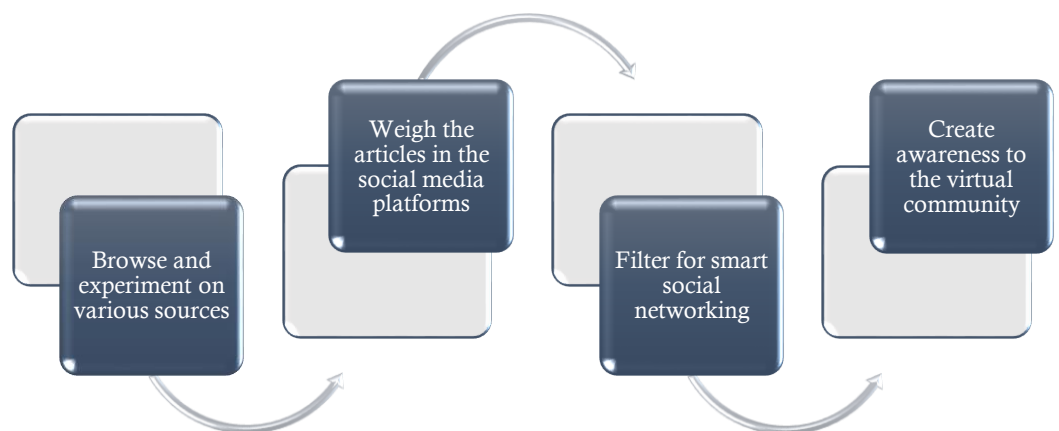 Browse and
experiment on
various sources
Weigh the
articles in the
social media
platforms
Filter for smart
social
networking
Create
awareness to
the virtual
community